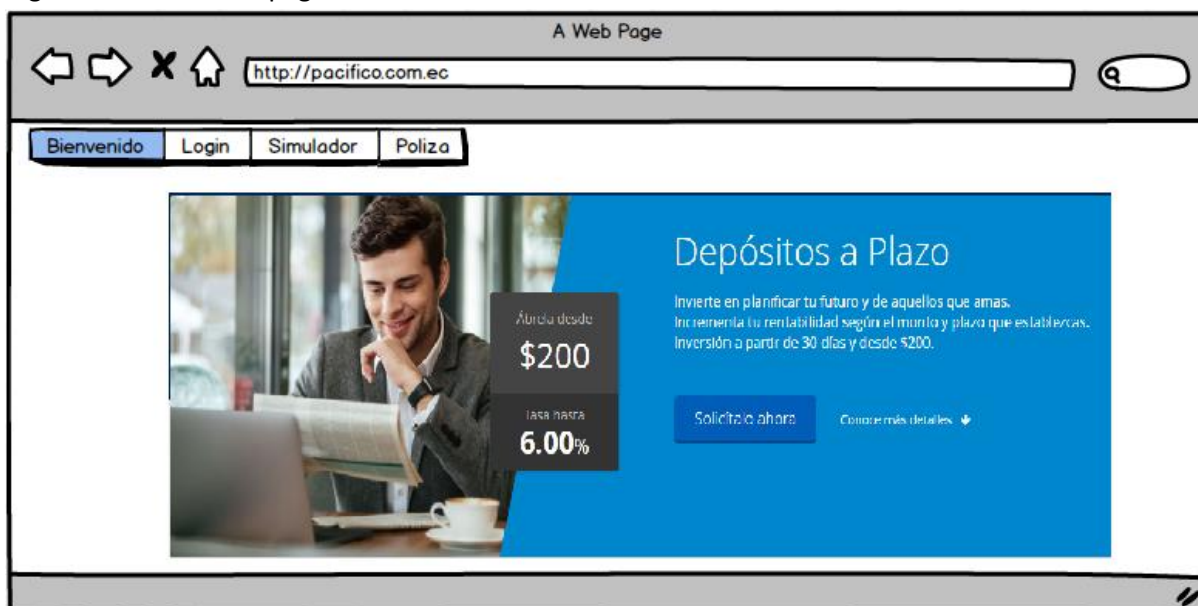 A Web Page
http://pacifico.com.ec
Bienvenido Login Simulador Poliza
Depósitos a Plazo
Invierte en planificar tu futuro y de aquellos que amas.
Incrementa tu rentabilidad según el monto y plazo que establezcas.
Inversión a partir de 30 días y desde $200.
Ábrela desde
$200
Tasa hasta
6.00%
Solicítalo ahora Conoce más detalles